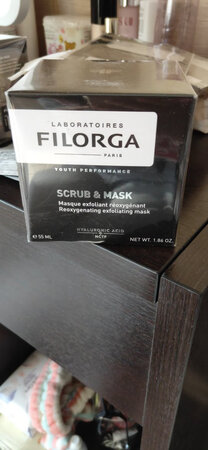 LABORATOIRES
FILORGA
PARIS
YOUTH PERFORMANCE
SCRUB & MASK
Masque exfoliant réoxygénant
Reoxygenating exfoliating mask
HYALURONIC ACID
NCTF
℮ 55 ML NET WT. 1.86 OZ.